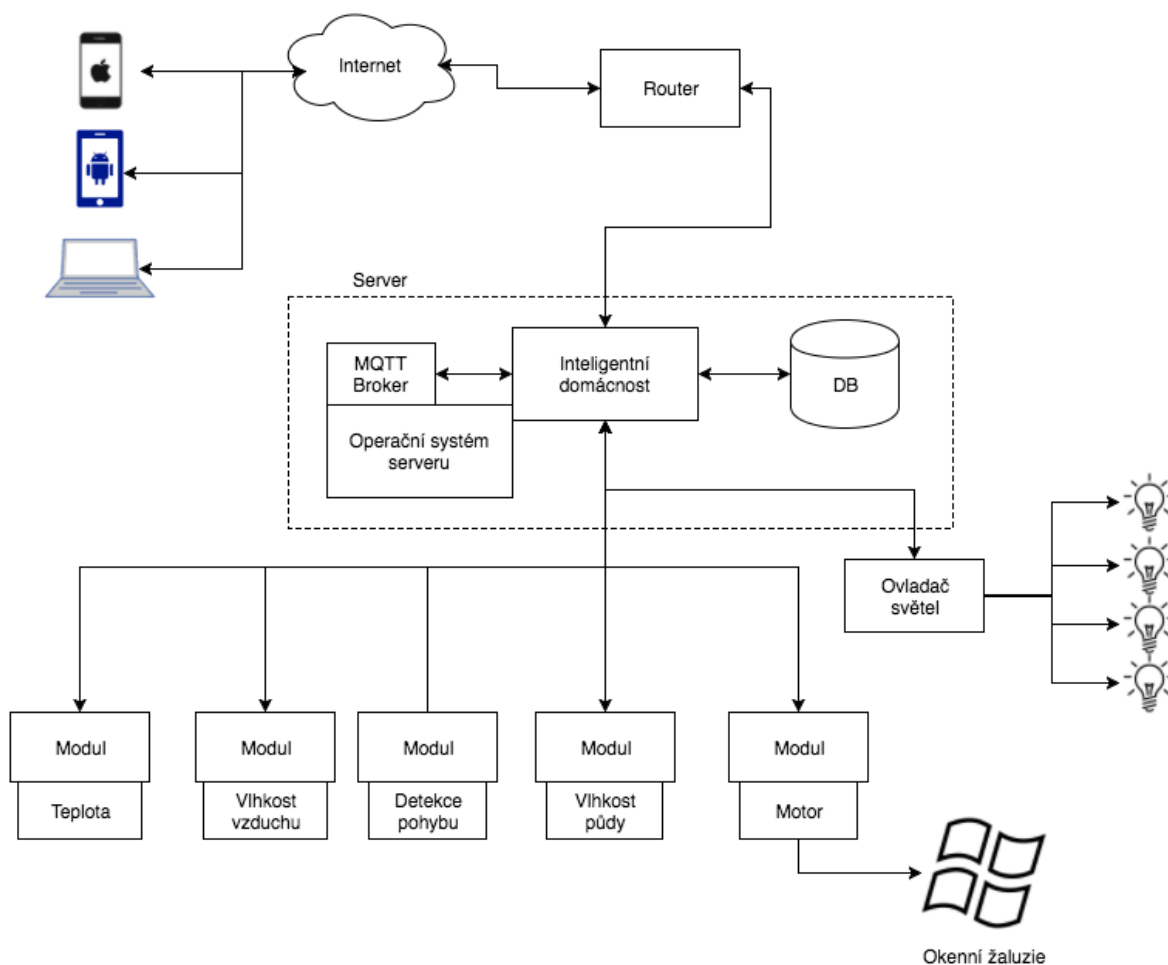 Internet
Router
Server
MQTT
Broker
Inteligentní
domácnost
DB
Operační systém
serveru
Ovladač
světel
Modul
Modul
Modul
Modul
Modul
Teplota
Vlhkost
vzduchu
Detekce
pohybu
Vlhkost
půdy
Motor
Okenní žaluzie